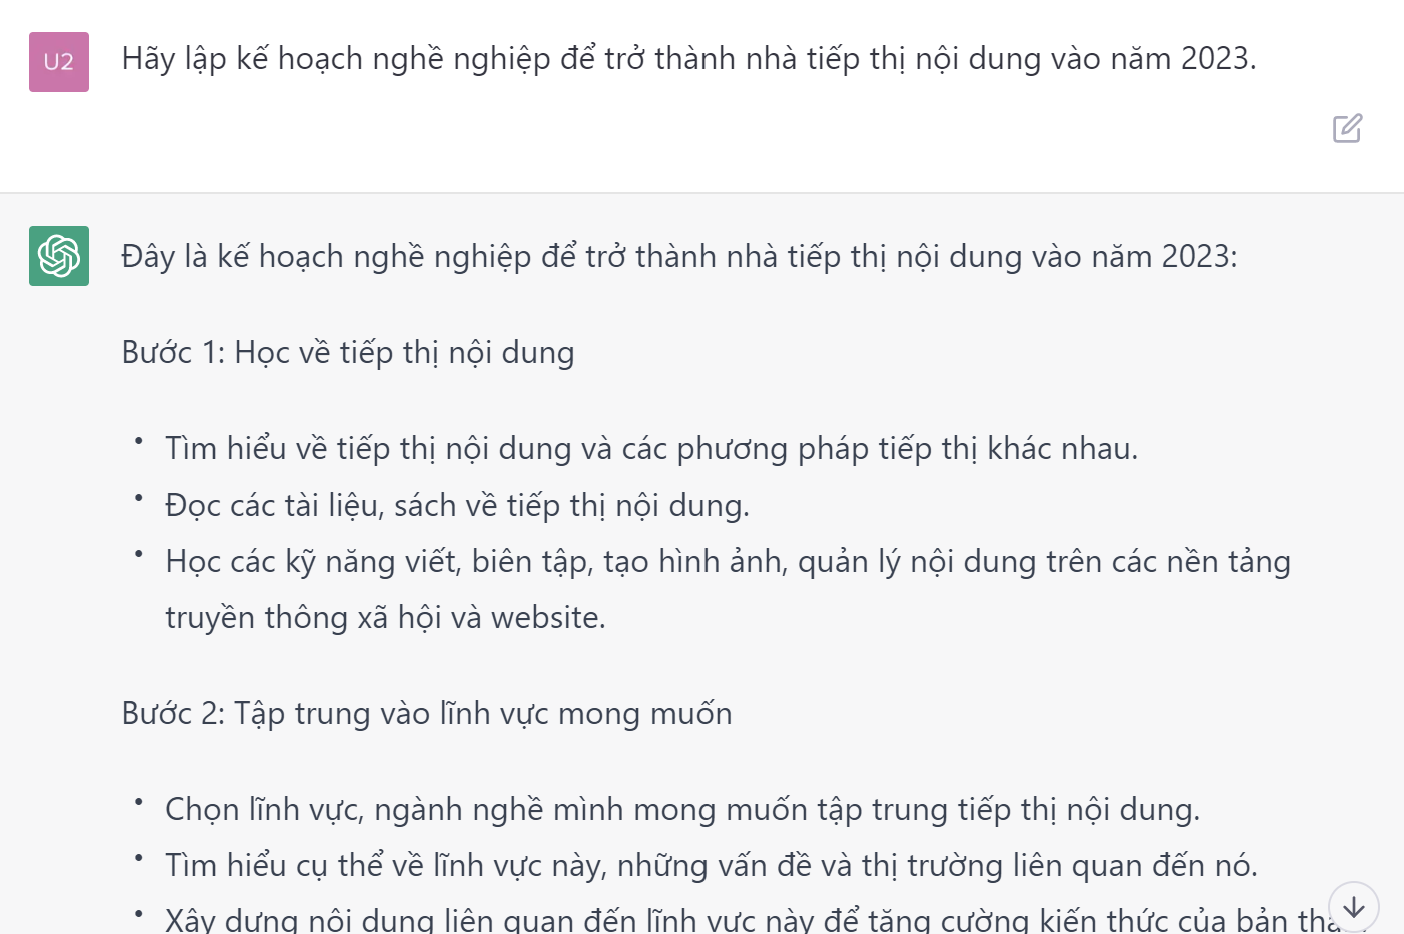 U2
Hãy lập kế hoạch nghề nghiệp để trở thành nhà tiếp thị nội dung vào năm 2023.
Đây là kế hoạch nghề nghiệp để trở thành nhà tiếp thị nội dung vào năm 2023:
Bước 1: Học về tiếp thị nội dung
• Tìm hiểu về tiếp thị nội dung và các phương pháp tiếp thị khác nhau.
• Đọc các tài liệu, sách về tiếp thị nội dung.
• Học các kỹ năng viết, biên tập, tạo hình ảnh, quản lý nội dung trên các nền tảng
truyền thông xã hội và website.
Bước 2: Tập trung vào lĩnh vực mong muốn
• Chọn lĩnh vực, ngành nghề mình mong muốn tập trung tiếp thị nội dung.
• Tìm hiểu cụ thể về lĩnh vực này, những vấn đề và thị trường liên quan đến nó.
• Xây dựng nội dung liên quan đến lĩnh vực này để tăng cường kiến thức của bản